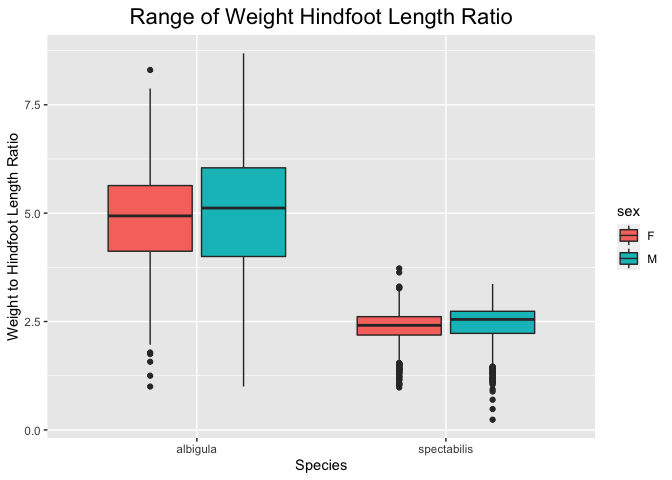 Range of Weight Hindfoot Length Ratio
Weight to Hindfoot Length Ratio
7.5
5.0
2.5
0.0
albigula
spectabilis
Species
sex
F
M